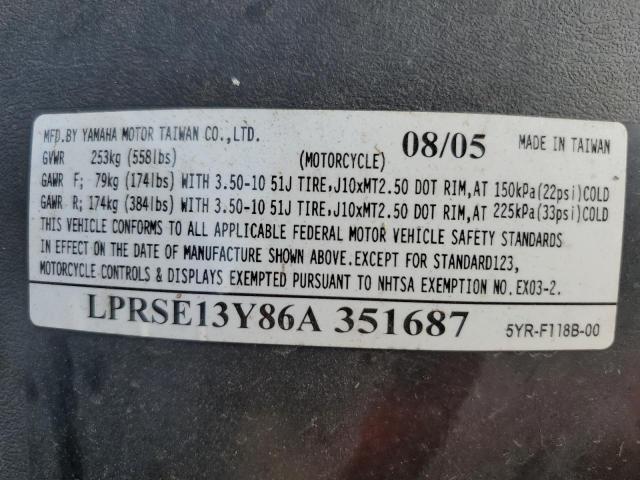 MFD.BY YAMAHA MOTOR TAIWAN CO.,LTD. 08/05 MADE IN TAIWAN
GVWR 253kg (558lbs) (MOTORCYCLE)
GAWR F; 79kg (174lbs) WITH 3.50-10 51J TIRE,J10xMT2.50 DOT RIM,AT 150kPa(22psi)COLD
GAWR R; 174kg (384lbs) WITH 3.50-10 51J TIRE,J10xMT2.50 DOT RIM,AT 225kPa(33psi)COLD
THIS VEHICLE CONFORMS TO ALL APPLICABLE FEDERAL MOTOR VEHICLE SAFETY STANDARDS
IN EFFECT ON THE DATE OF MANUFACTURE SHOWN ABOVE.EXCEPT FOR STANDARD123,
MOTORCYCLE CONTROLS & DISPLAYS EXEMPTED PURSUANT TO NHTSA EXEMPTION NO.EX03-2.
LPRSE13Y86A 351687 5YR-F118B-00